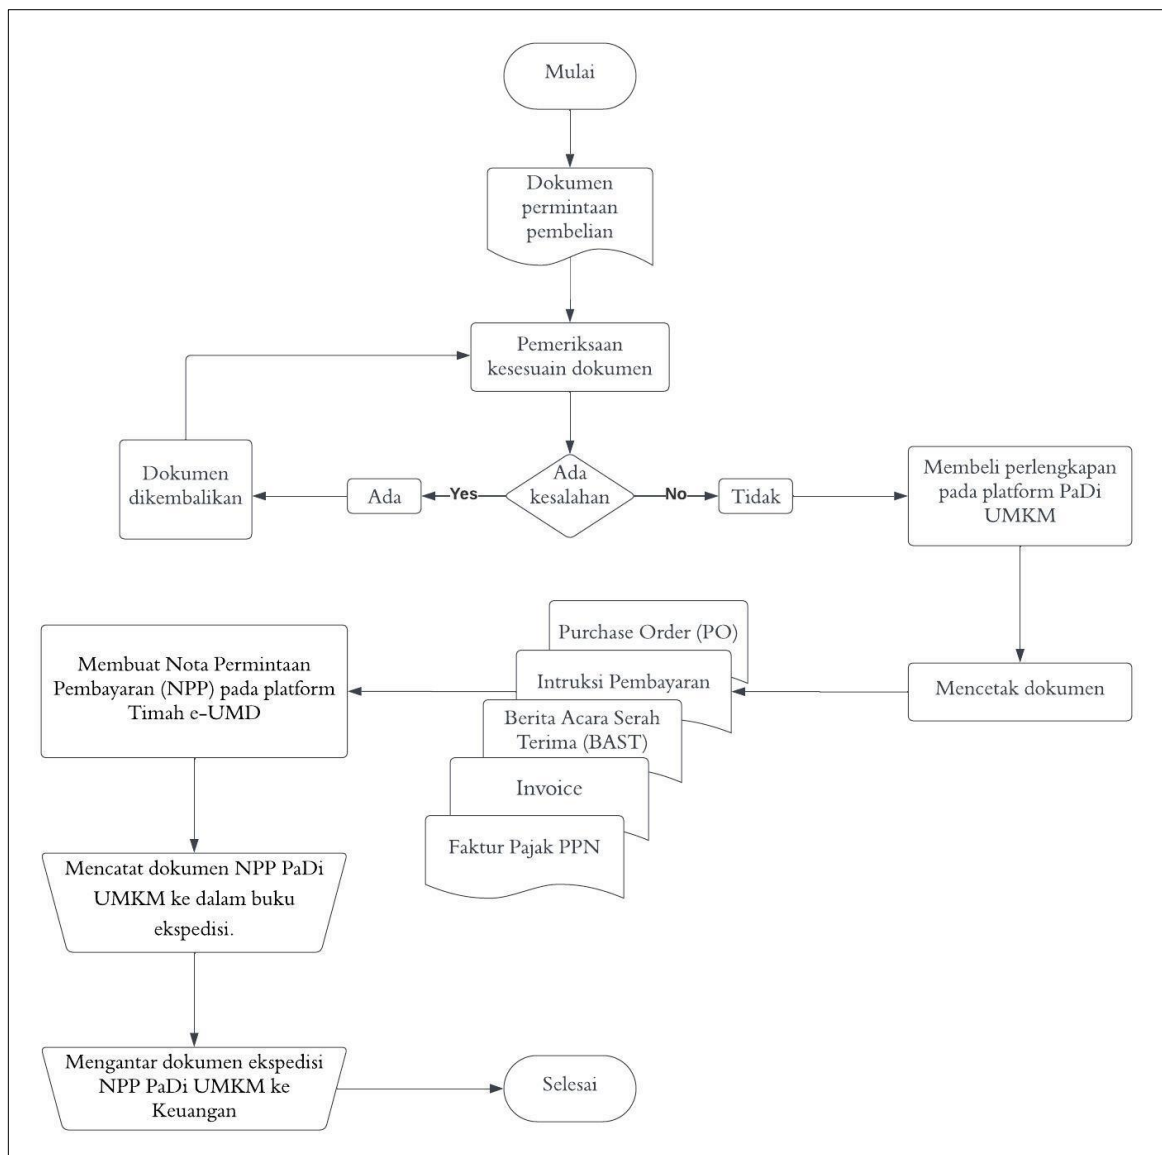 Mulai
Dokumen
permintaan
pembelian
Pemeriksaan
kesesuain dokumen
Dokumen
dikembalikan
Ada
Yes
Ada
kesalahan
No
Tidak
Membeli perlengkapan
pada platform PaDi
UMKM
Purchase Order (PO)
Intruksi Pembayaran
Berita Acara Serah
Terima (BAST)
Invoice
Faktur Pajak PPN
Mencetak dokumen
Membuat Nota Permintaan
Pembayaran (NPP) pada platform
Timah e-UMD
Mencatat dokumen NPP PaDi
UMKM ke dalam buku
ekspedisi.
Mengantar dokumen ekspedisi
NPP PaDi UMKM ke
Keuangan
Selesai